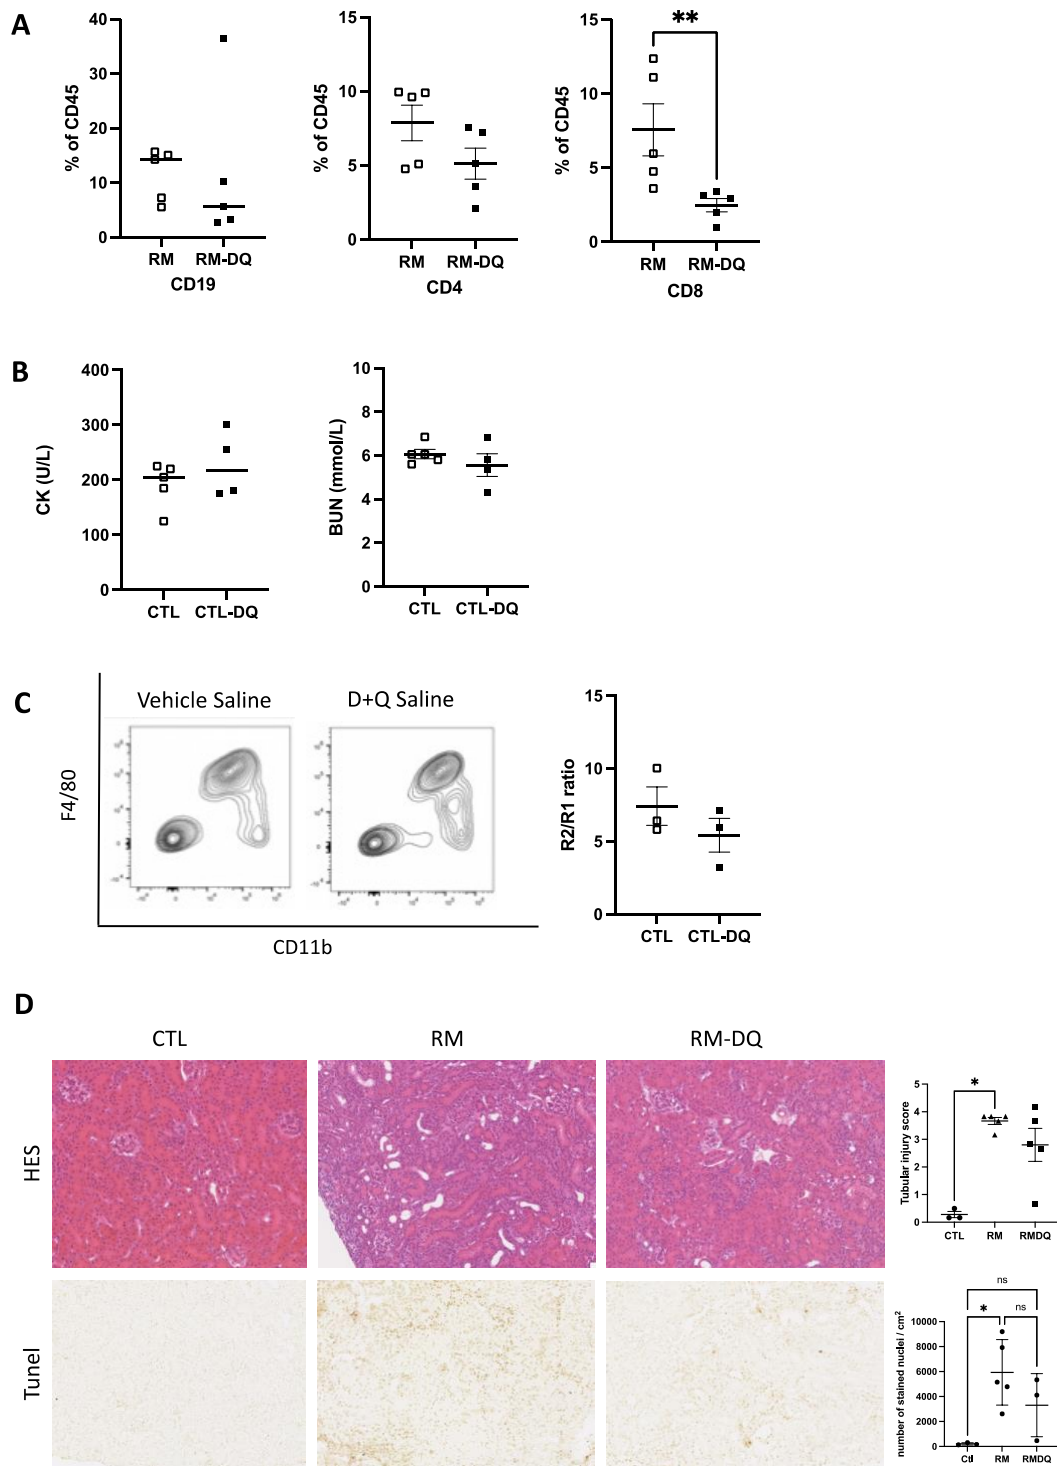 A
% of CD45
40
30
20
10
0
RM RM-DQ
CD19
% of CD45
15
10
5
0
RM RM-DQ
CD4
% of CD45
15
10
5
0
**
RM RM-DQ
CD8
B
CK (U/L)
400
300
200
100
0
CTL CTL-DQ
BUN (mmol/L)
10
8
6
4
2
0
CTL CTL-DQ
C
Vehicle Saline D+Q Saline
F4/80
CD11b
R2/R1 ratio
15
10
5
0
CTL CTL-DQ
D
CTL RM RM-DQ
HES
Tubular injury score
5
4
3
2
1
0
*
CTL RM RMDQ
Tunel
number of stained nuclei / cm²
10000
8000
6000
4000
2000
0
ns
* ns
Ctl RM RMDQ